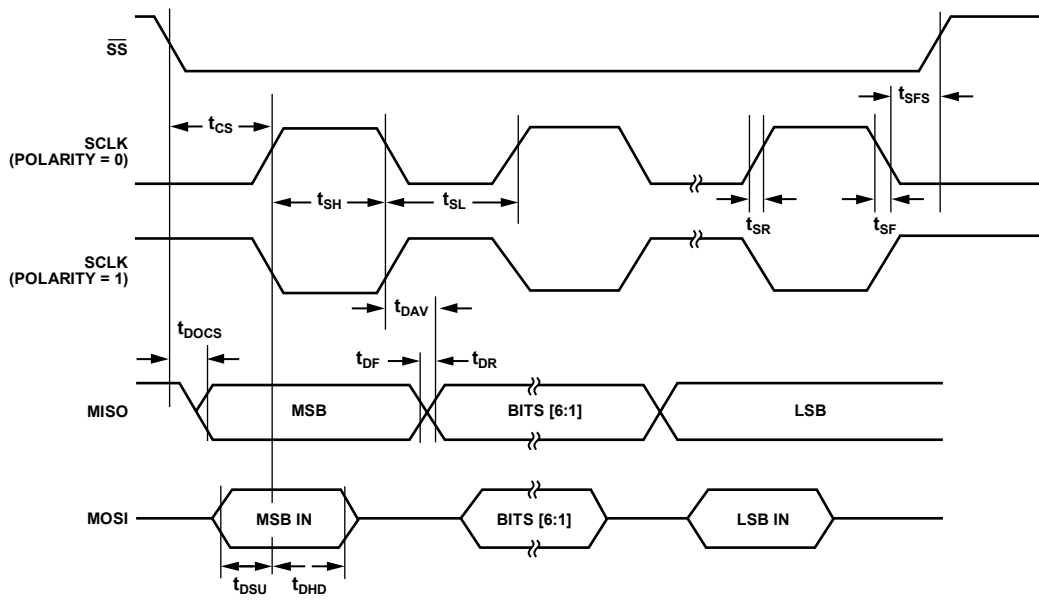 SS
tSFS
tCS
SCLK
(POLARITY = 0)
tSH
tSL
tSR
tSF
SCLK
(POLARITY = 1)
tDAV
tDOCS
tDF
tDR
MISO
MSB
BITS [6:1]
LSB
MOSI
MSB IN
BITS [6:1]
LSB IN
tDSU
tDHD